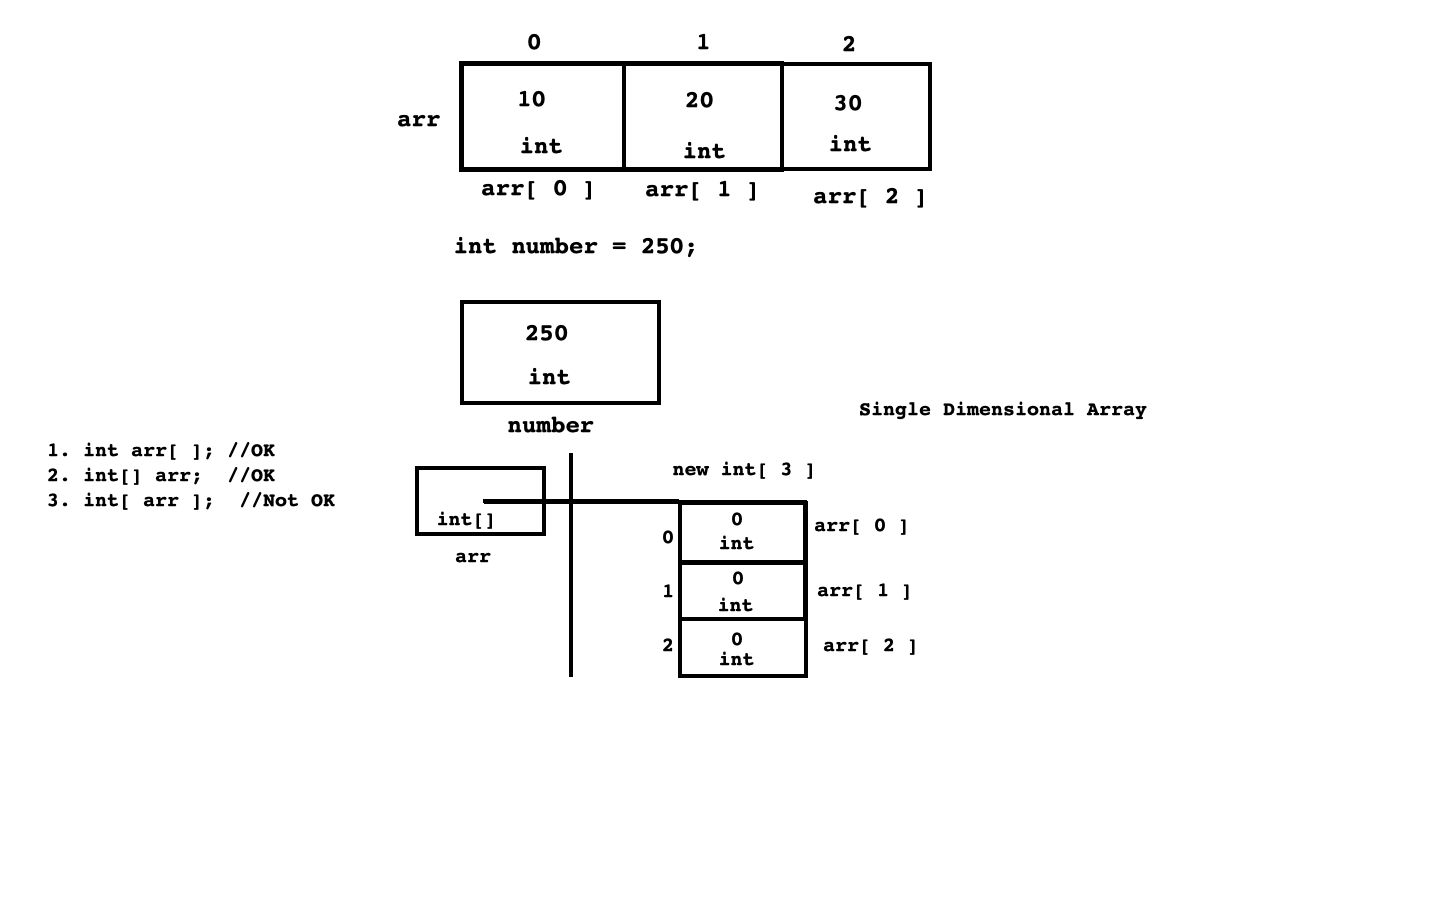 0 1 2
10 20 30
arr
int int int
arr[ 0 ] arr[ 1 ] arr[ 2 ]
int number = 250;
250
int
number
Single Dimensional Array
1. int arr[ ]; //OK
2. int[] arr;  //OK
3. int[ arr ];  //Not OK
int[]
arr
new int[ 3 ]
0
0 int arr[ 0 ]
0
1 int arr[ 1 ]
0
2 int arr[ 2 ]